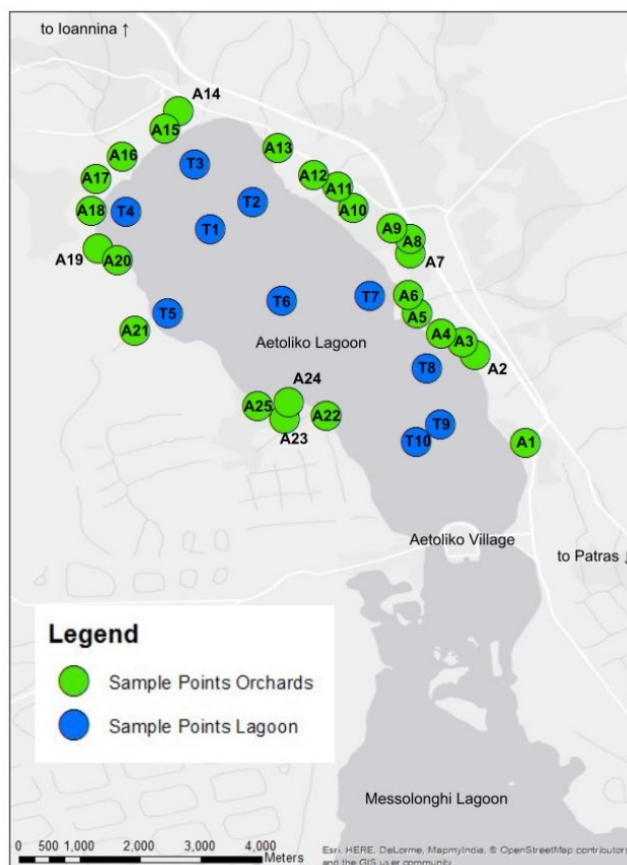 to Ioannina ↑
A14
A15
A13
A16
T3
A12
A17
A11
T2
A10
A18
T4
T1
A9
A8
A19
A20
A7
A6
T7
T6
T5
A5
A21
A4
A3
Aetoliko Lagoon
A2
T8
A24
A25
A22
T9
A23
T10
A1
Aetoliko Village
to Patras ↓
Legend
Sample Points Orchards
Sample Points Lagoon
Messolonghi Lagoon
0 500 1,000 2,000 3,000 4,000
Meters
Esri, HERE, DeLorme, MapmyIndia, © OpenStreetMap contributors
and the GIS user community